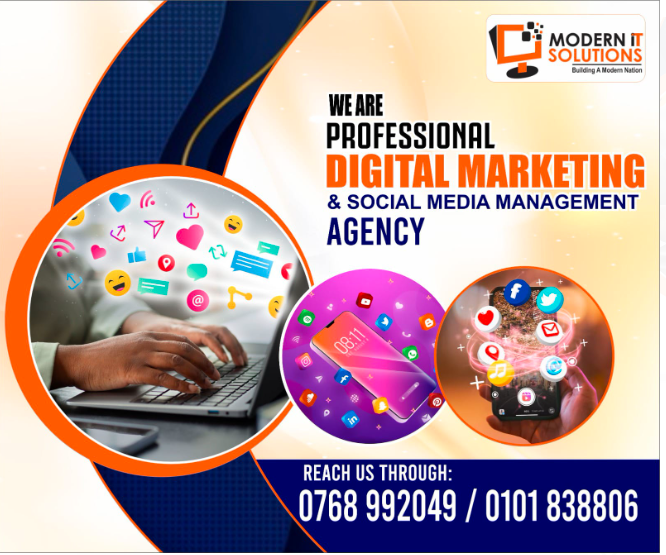 MODERN iT
SOLUTIONS
Building A Modern Nation
WE ARE
PROFESSIONAL
DIGITAL MARKETING
& SOCIAL MEDIA MANAGEMENT
AGENCY
08:11
REACH US THROUGH:
0768 992049 / 0101 838806